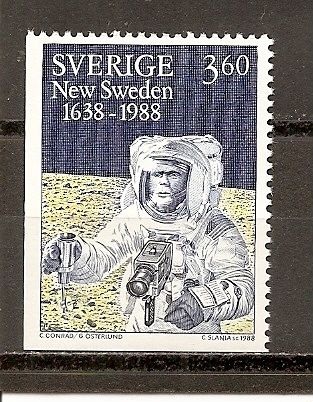 SVERIGE 3.60
New Sweden
1638-1988
C CONRAD/G ÖSTERLUND C SLANIA SC 1988